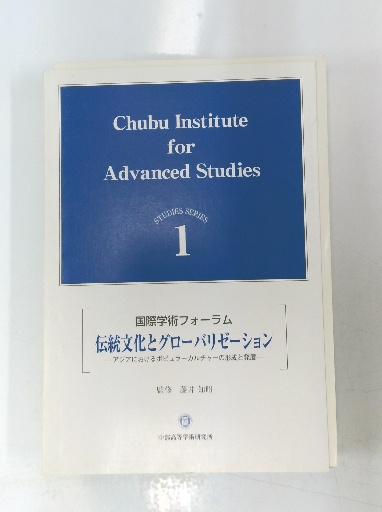 Chubu Institute
for
Advanced Studies
STUDIES SERIES
1
国際学術フォーラム
伝統文化とグローバリゼーション
—アジアにおけるポピュラーカルチャーの形成と発展—
監修 藤井知昭
中部高等学術研究所